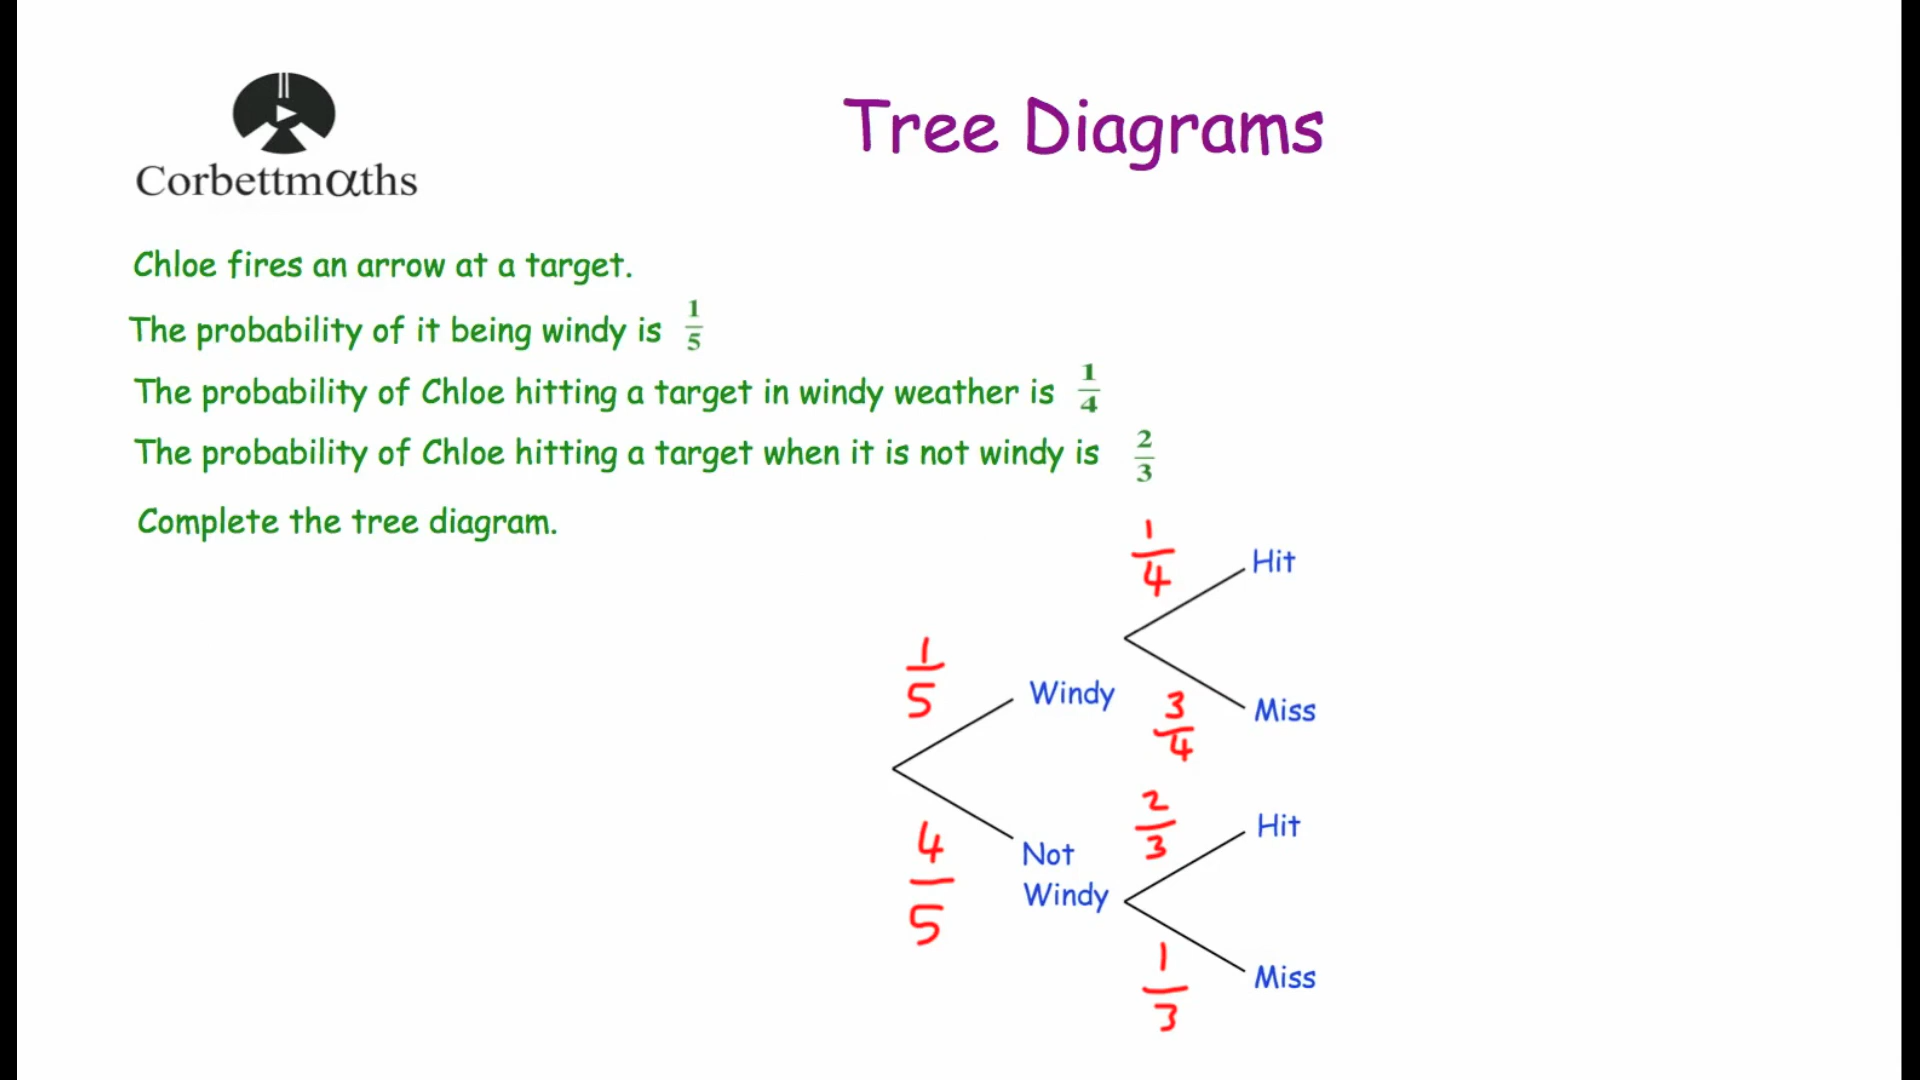 Corbettmαths
Tree Diagrams
Chloe fires an arrow at a target.
The probability of it being windy is 1/5
The probability of Chloe hitting a target in windy weather is 1/4
The probability of Chloe hitting a target when it is not windy is 2/3
Complete the tree diagram.
1/4
Hit
1/5
Windy
3/4
Miss
2/3
Hit
4/5
Not
Windy
1/3
Miss